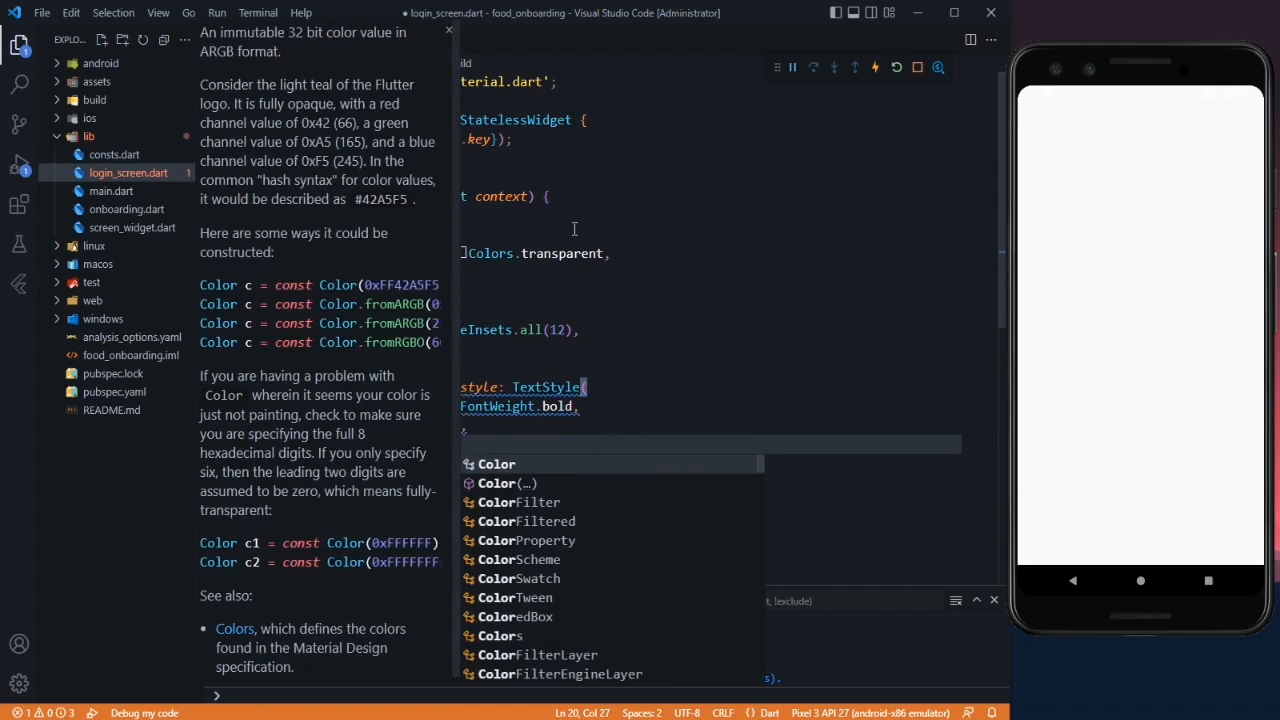 File Edit Selection View Go Run Terminal Help
● login_screen.dart - food_onboarding - Visual Studio Code [Administrator]
EXPLO...
android
assets
build
ios
lib
consts.dart
login_screen.dart 1
main.dart
onboarding.dart
screen_widget.dart
linux
macos
test
web
windows
analysis_options.yaml
food_onboarding.iml
pubspec.lock
pubspec.yaml
README.md
An immutable 32 bit color value in
ARGB format.
Consider the light teal of the Flutter
logo. It is fully opaque, with a red
channel value of 0x42 (66), a green
channel value of 0xA5 (165), and a blue
channel value of 0xF5 (245). In the
common "hash syntax" for color values,
it would be described as #42A5F5 .
Here are some ways it could be
constructed:
Color c = const Color(0xFF42A5F5
Color c = const Color.fromARGB(0
Color c = const Color.fromARGB(2
Color c = const Color.fromRGBO(6
If you are having a problem with
Color wherein it seems your color is
just not painting, check to make sure
you are specifying the full 8
hexadecimal digits. If you only specify
six, then the leading two digits are
assumed to be zero, which means fully-
transparent:
Color c1 = const Color(0xFFFFFF)
Color c2 = const Color(0xFFFFFFF
See also:
• Colors, which defines the colors
found in the Material Design
specification.
ild
terial.dart';
StatelessWidget {
.key});
t context) {
Colors.transparent,
eInsets.all(12),
style: TextStyle(
FontWeight.bold,
Color
Color(…)
ColorFilter
ColorFiltered
ColorProperty
ColorScheme
ColorSwatch
ColorTween
ColoredBox
Colors
ColorFilterLayer
ColorFilterEngineLayer
t, !exclude)
s).
1 0 3 Debug my code
Ln 20, Col 27 Spaces: 2 UTF-8 CRLF {} Dart Pixel 3 API 27 (android-x86 emulator)